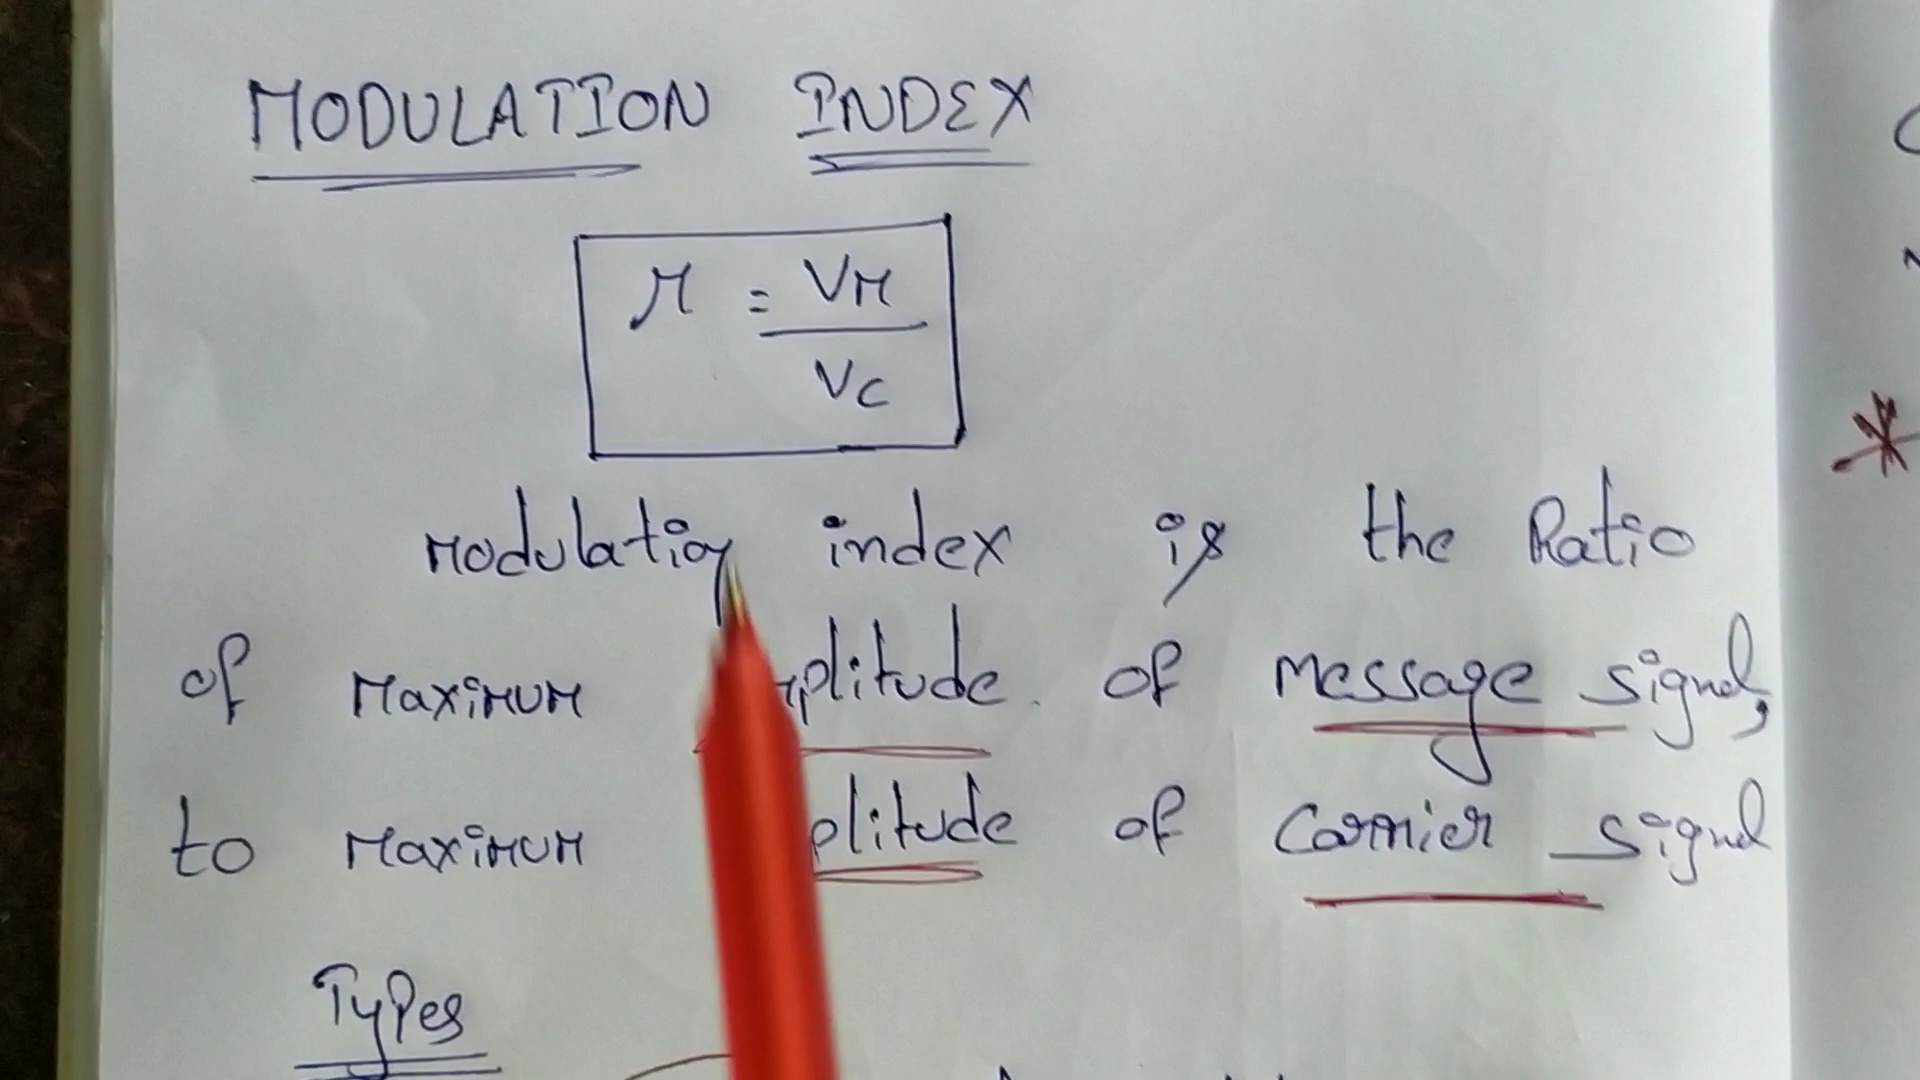 MODULATION INDEX
μ = VM
VC
Modulation index is the Ratio
of Maximum plitude of message signal,
to Maximum plitude of Carrier signal
Types